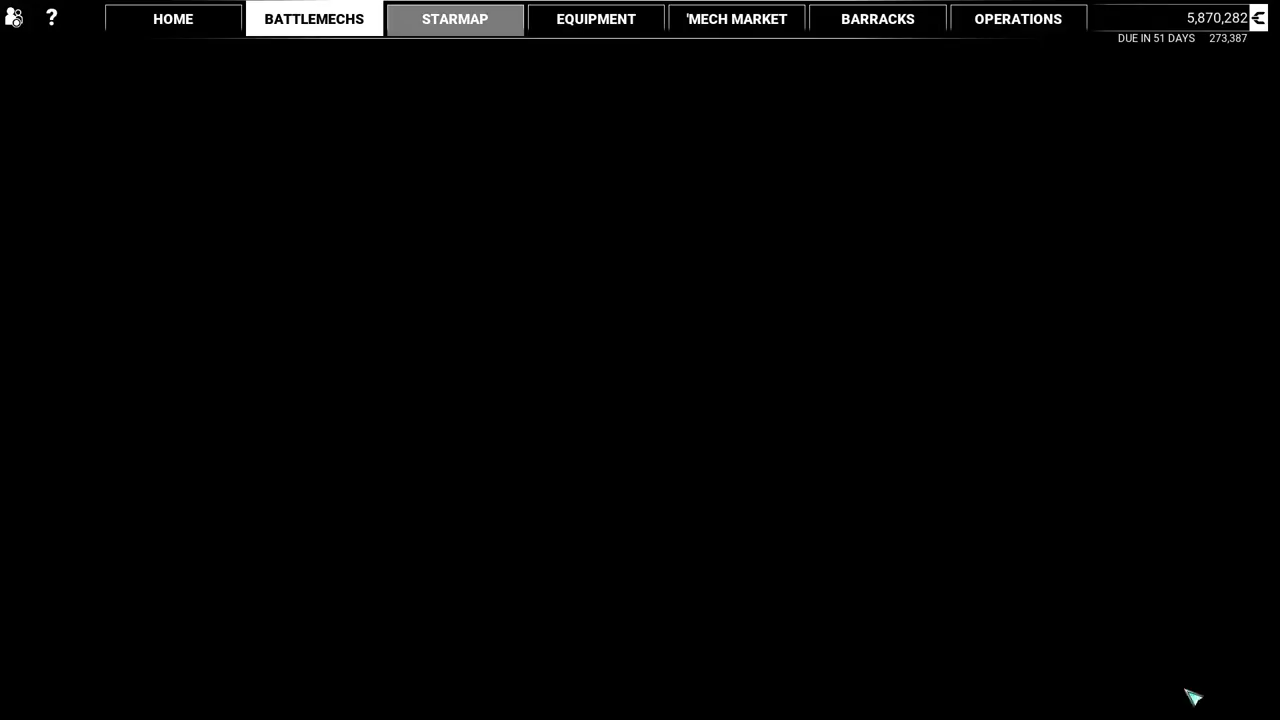 ?
HOME
BATTLEMECHS
STARMAP
EQUIPMENT
'MECH MARKET
BARRACKS
OPERATIONS
5,870,282
DUE IN 51 DAYS 273,387